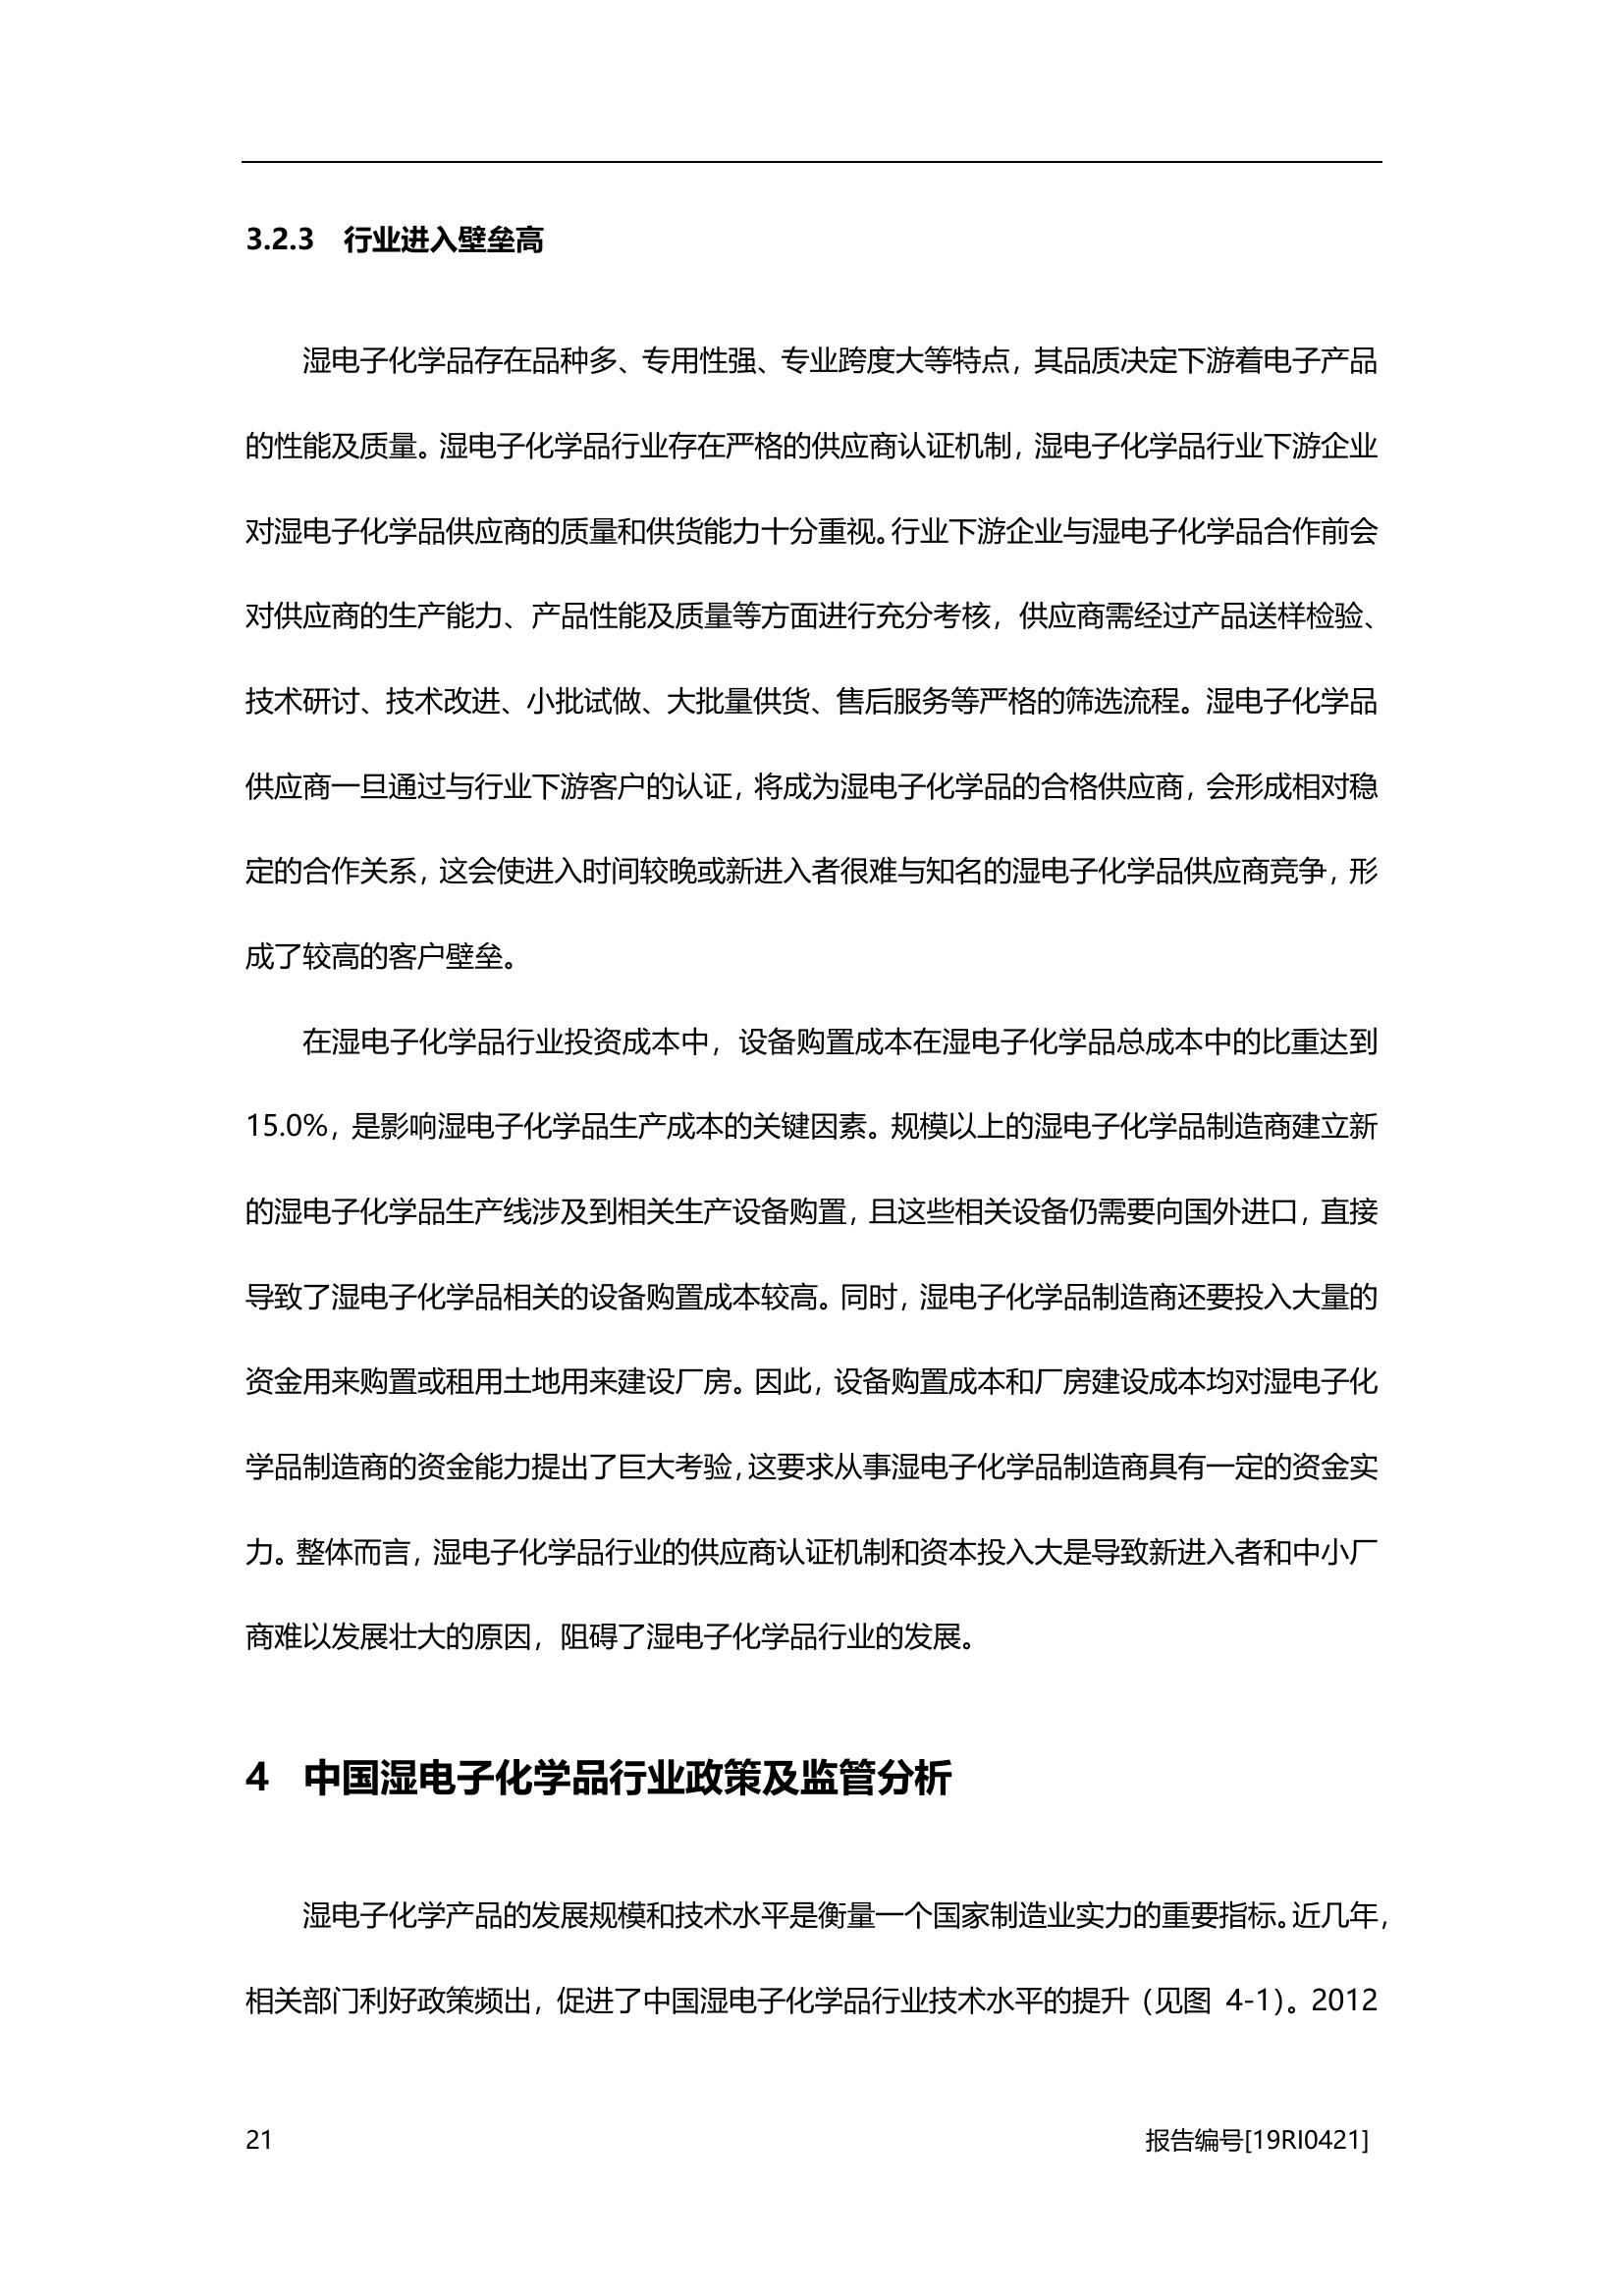 3.2.3 行业进入壁垒高
湿电子化学品存在品种多、专用性强、专业跨度大等特点，其品质决定下游着电子产品
的性能及质量。湿电子化学品行业存在严格的供应商认证机制，湿电子化学品行业下游企业
对湿电子化学品供应商的质量和供货能力十分重视。行业下游企业与湿电子化学品合作前会
对供应商的生产能力、产品性能及质量等方面进行充分考核，供应商需经过产品送样检验、
技术研讨、技术改进、小批试做、大批量供货、售后服务等严格的筛选流程。湿电子化学品
供应商一旦通过与行业下游客户的认证，将成为湿电子化学品的合格供应商，会形成相对稳
定的合作关系，这会使进入时间较晚或新进入者很难与知名的湿电子化学品供应商竞争，形
成了较高的客户壁垒。
在湿电子化学品行业投资成本中，设备购置成本在湿电子化学品总成本中的比重达到
15.0%，是影响湿电子化学品生产成本的关键因素。规模以上的湿电子化学品制造商建立新
的湿电子化学品生产线涉及到相关生产设备购置，且这些相关设备仍需要向国外进口，直接
导致了湿电子化学品相关的设备购置成本较高。同时，湿电子化学品制造商还要投入大量的
资金用来购置或租用土地用来建设厂房。因此，设备购置成本和厂房建设成本均对湿电子化
学品制造商的资金能力提出了巨大考验，这要求从事湿电子化学品制造商具有一定的资金实
力。整体而言，湿电子化学品行业的供应商认证机制和资本投入大是导致新进入者和中小厂
商难以发展壮大的原因，阻碍了湿电子化学品行业的发展。
4 中国湿电子化学品行业政策及监管分析
湿电子化学产品的发展规模和技术水平是衡量一个国家制造业实力的重要指标。近几年，
相关部门利好政策频出，促进了中国湿电子化学品行业技术水平的提升（见图 4-1）。2012
21 报告编号[19RI0421]